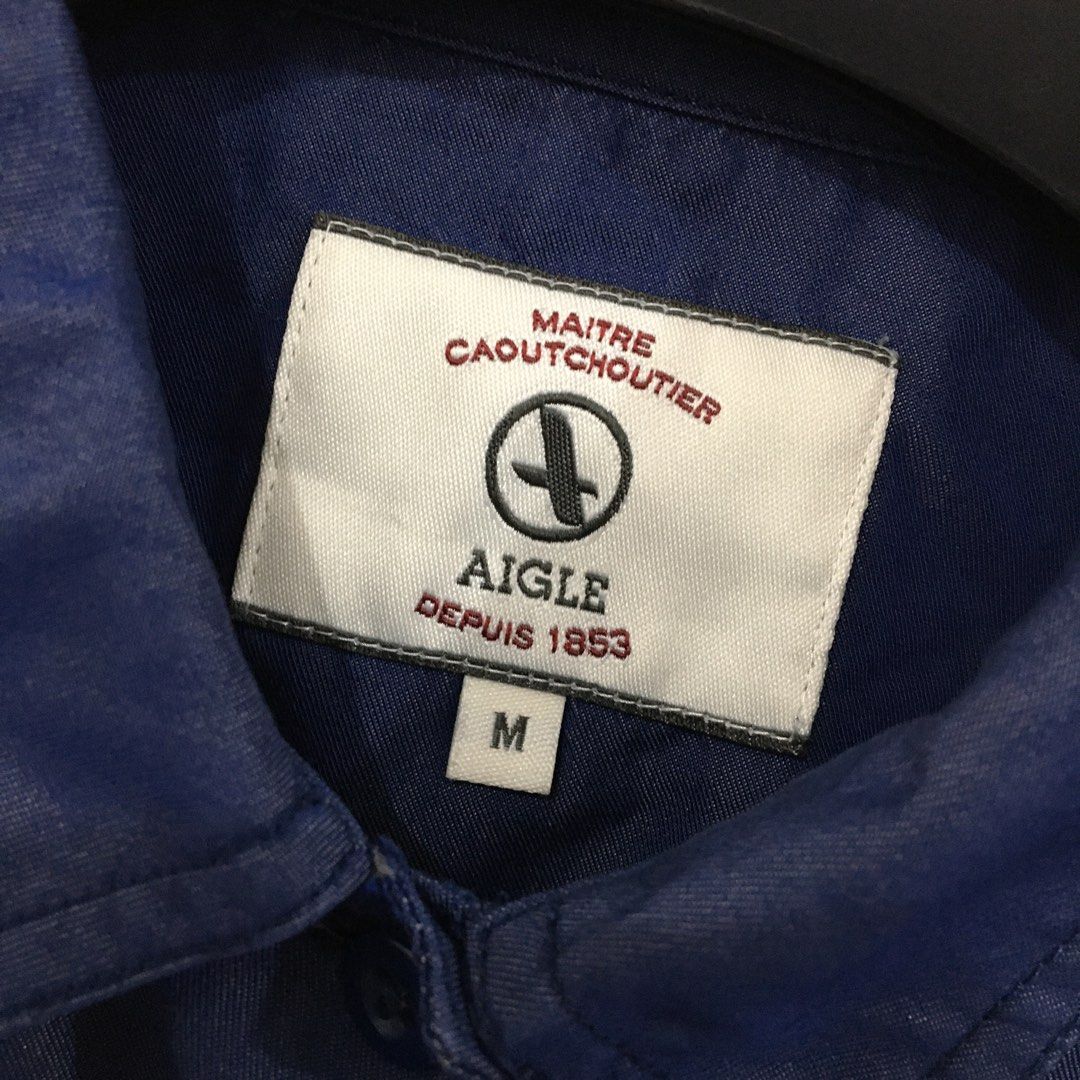 MAITRE
CAOUTCHOUTIER
AIGLE
DEPUIS 1853
M